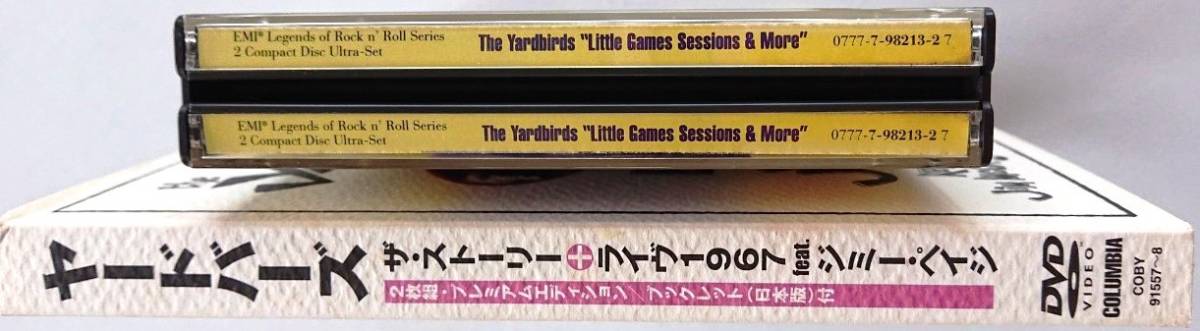 EMI® Legends of Rock n' Roll Series
2 Compact Disc Ultra-Set
The Yardbirds "Little Games Sessions & More"
0777-7-98213-2 7
EMI® Legends of Rock n' Roll Series
2 Compact Disc Ultra-Set
The Yardbirds "Little Games Sessions & More"
0777-7-98213-2 7
ヤードバーズ
ザ・ストーリー+ライヴ1967 feat.ジミー・ペイジ
2枚組・プレミアムエディション/ブックレット(日本版)付
DVD
VIDEO
COLUMBIA
COBY
91557~8